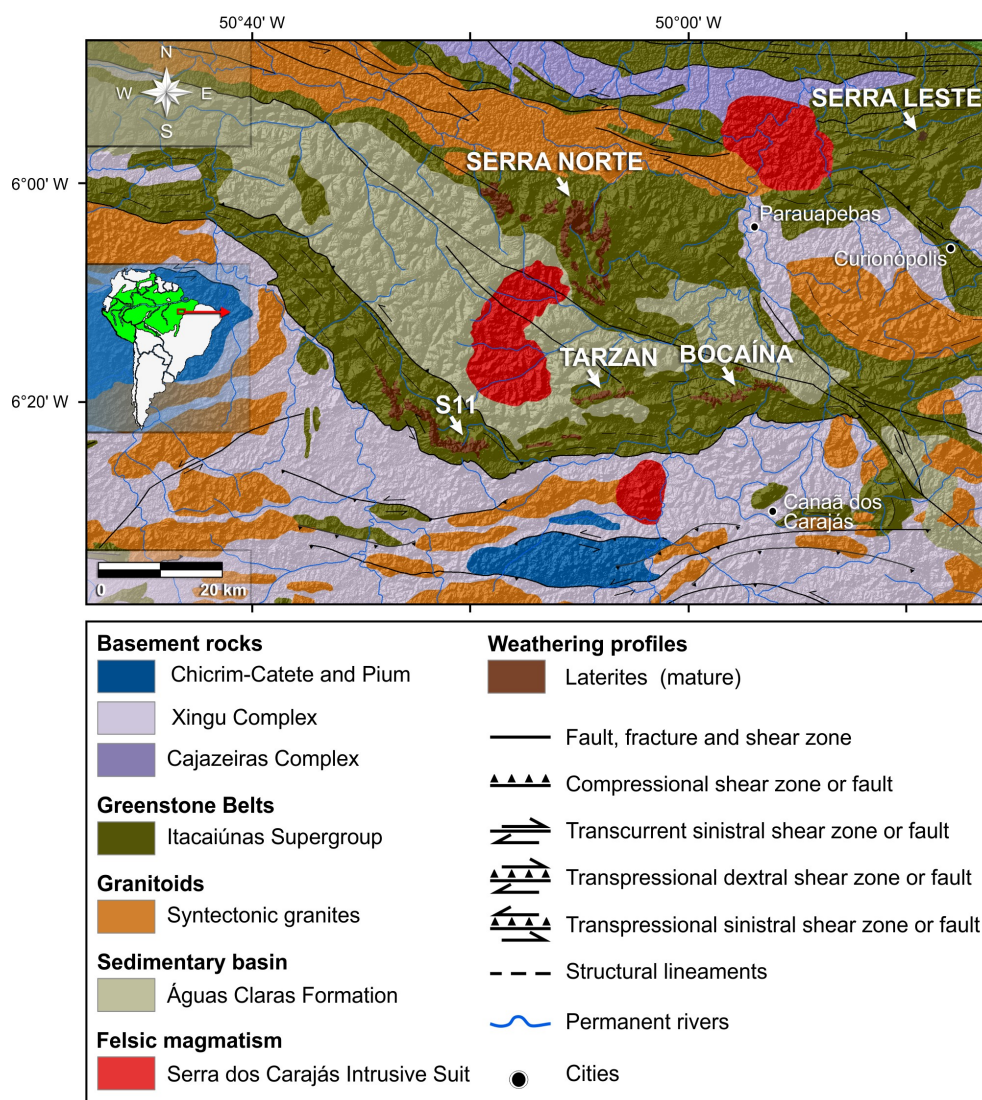 50°40' W
50°00' W
N
W
E
S
SERRA LESTE
SERRA NORTE
6°00' W
Parauapebas
Curionópolis
TARZAN
BOCAÍNA
6°20' W
S11
Canaã dos
Carajás
0
20 km
Basement rocks
Chicrim-Catete and Pium
Xingu Complex
Cajazeiras Complex
Greenstone Belts
Itacaiúnas Supergroup
Granitoids
Syntectonic granites
Sedimentary basin
Águas Claras Formation
Felsic magmatism
Serra dos Carajás Intrusive Suit
Weathering profiles
Laterites (mature)
Fault, fracture and shear zone
Compressional shear zone or fault
Transcurrent sinistral shear zone or fault
Transpressional dextral shear zone or fault
Transpressional sinistral shear zone or fault
Structural lineaments
Permanent rivers
Cities